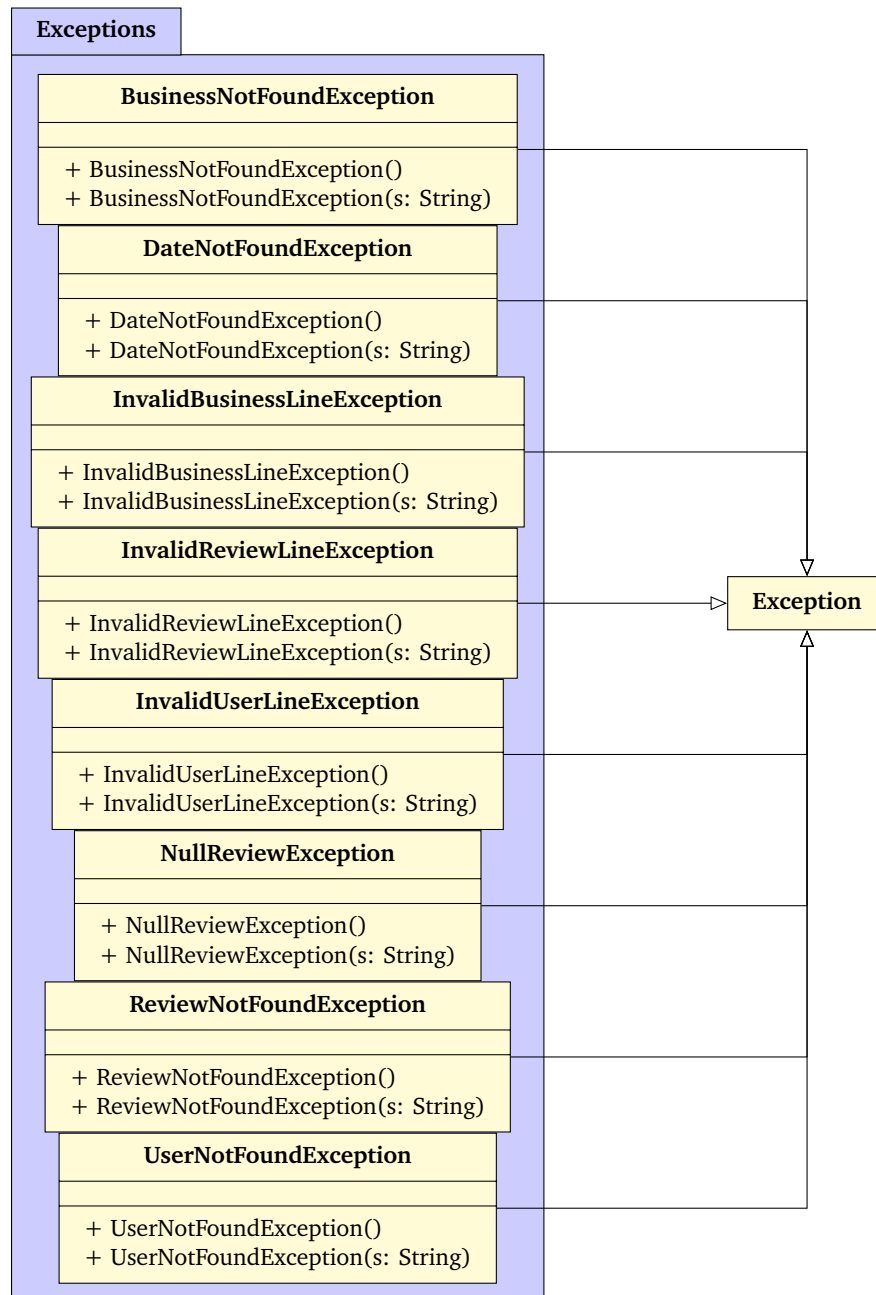 Exceptions
BusinessNotFoundException
+ BusinessNotFoundException()
+ BusinessNotFoundException(s: String)
DateNotFoundException
+ DateNotFoundException()
+ DateNotFoundException(s: String)
InvalidBusinessLineException
+ InvalidBusinessLineException()
+ InvalidBusinessLineException(s: String)
InvalidReviewLineException
+ InvalidReviewLineException()
+ InvalidReviewLineException(s: String)
Exception
InvalidUserLineException
+ InvalidUserLineException()
+ InvalidUserLineException(s: String)
NullReviewException
+ NullReviewException()
+ NullReviewException(s: String)
ReviewNotFoundException
+ ReviewNotFoundException()
+ ReviewNotFoundException(s: String)
UserNotFoundException
+ UserNotFoundException()
+ UserNotFoundException(s: String)